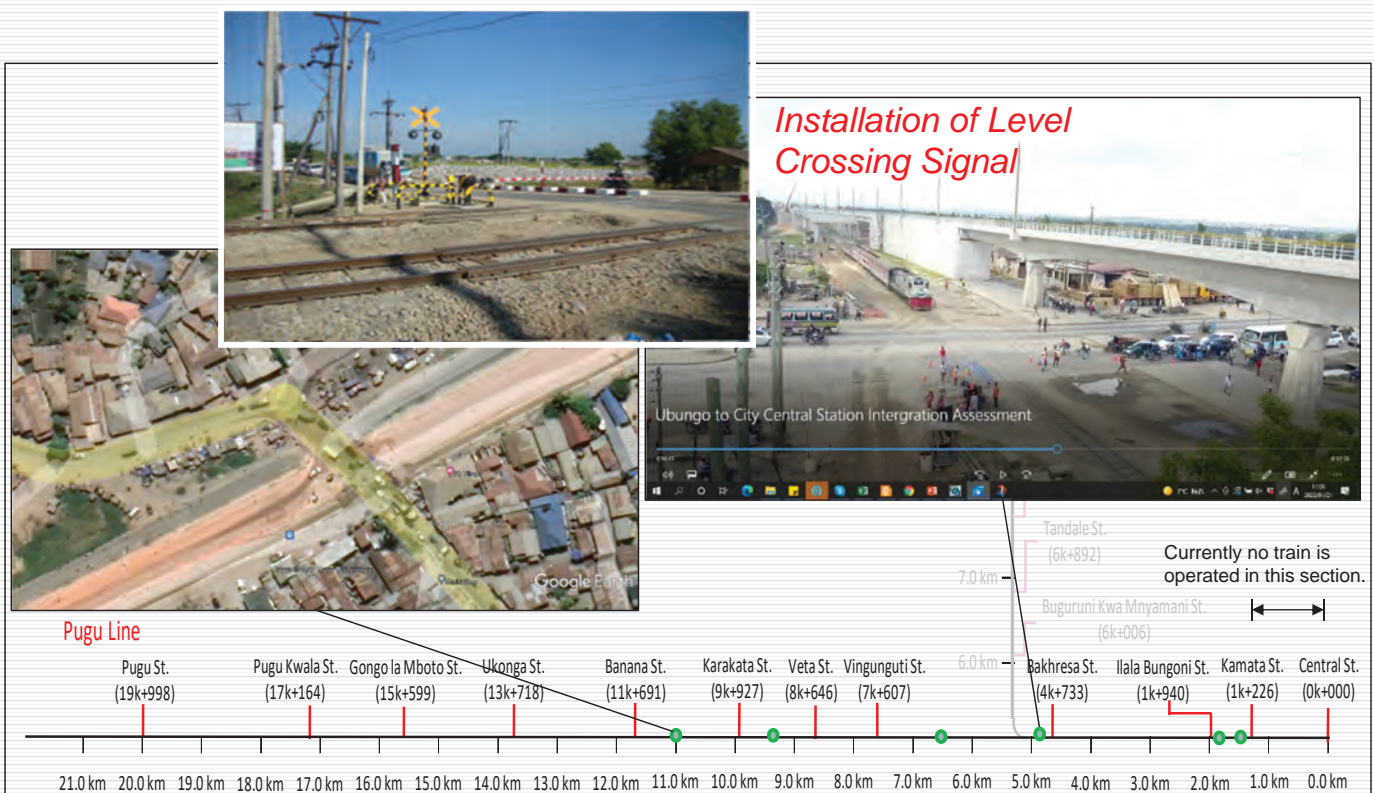 Installation of Level
Crossing Signal
Ubungo to City Central Station Intergration Assessment
Google Earth
Tandale St.
(6k+892)
7.0 km
Currently no train is
operated in this section.
Buguruni Kwa Mnyamani St.
(6k+006)
6.0 km
Pugu Line
Pugu St.
(19k+998)
Pugu Kwala St.
(17k+164)
Gongo la Mboto St.
(15k+599)
Ukonga St.
(13k+718)
Banana St.
(11k+691)
Karakata St.
(9k+927)
Veta St.
(8k+646)
Vingunguti St.
(7k+607)
Bakhresa St.
(4k+733)
Ilala Bungoni St.
(1k+940)
Kamata St.
(1k+226)
Central St.
(0k+000)
21.0 km 20.0 km 19.0 km 18.0 km 17.0 km 16.0 km 15.0 km 14.0 km 13.0 km 12.0 km 11.0 km 10.0 km 9.0 km 8.0 km 7.0 km 6.0 km 5.0 km 4.0 km 3.0 km 2.0 km 1.0 km 0.0 km